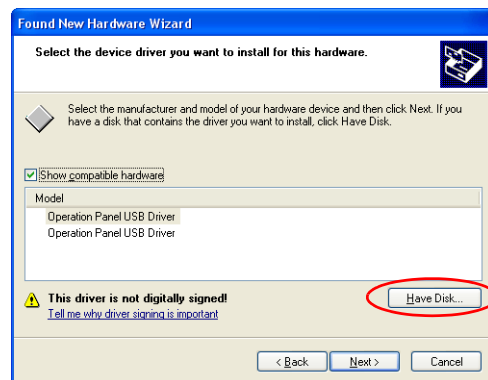 Found New Hardware Wizard
Select the device driver you want to install for this hardware.
Select the manufacturer and model of your hardware device and then click Next. If you
have a disk that contains the driver you want to install, click Have Disk.
Show compatible hardware
Model
Operation Panel USB Driver
Operation Panel USB Driver
This driver is not digitally signed!
Have Disk...
Tell me why driver signing is important
< Back
Next >
Cancel